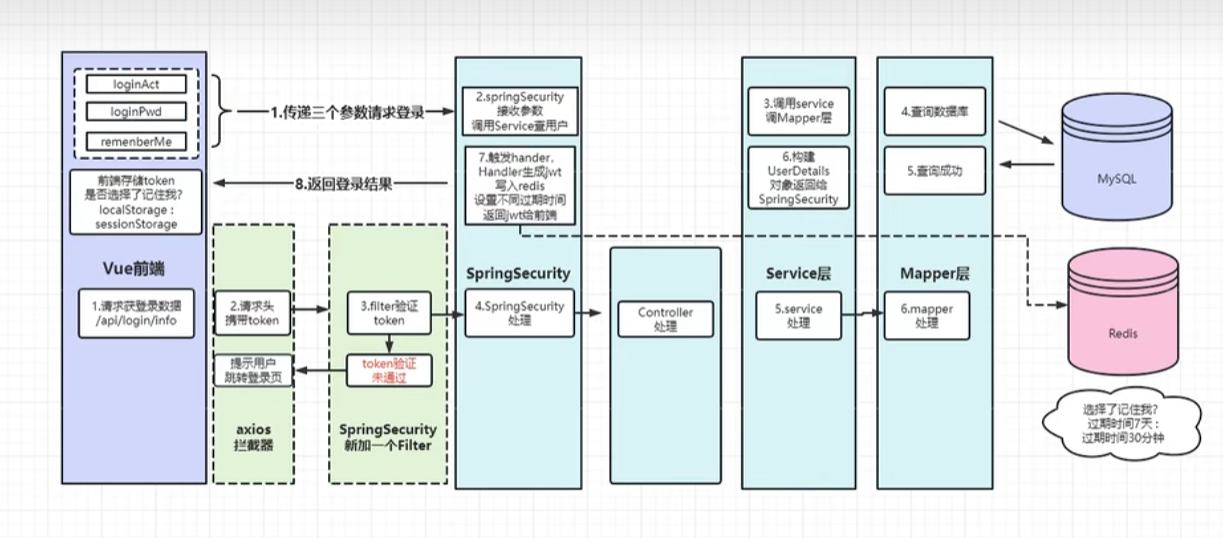 loginAct
loginPwd
remenberMe
1.传递三个参数请求登录
2.springSecurity
接收参数
调用Service查用户
3.调用service
调Mapper层
4.查询数据库
MySQL
前端存储token
是否选择了记住我?
localStorage :
sessionStorage
8.返回登录结果
7.触发hander,
Handler生成jwt
写入redis
设置不同过期时间
返回jwt给前端
6.构建
UserDetails
对象返回给
SpringSecurity
5.查询成功
Vue前端
SpringSecurity
Service层
Mapper层
1.请求获登录数据
/api/login/info
2.请求头
携带token
3.filter验证
token
4.SpringSecurity
处理
Controller
处理
5.service
处理
6.mapper
处理
Redis
提示用户
跳转登录页
token验证
未通过
axios
拦截器
SpringSecurity
新加一个Filter
选择了记住我?
过期时间7天 :
过期时间30分钟